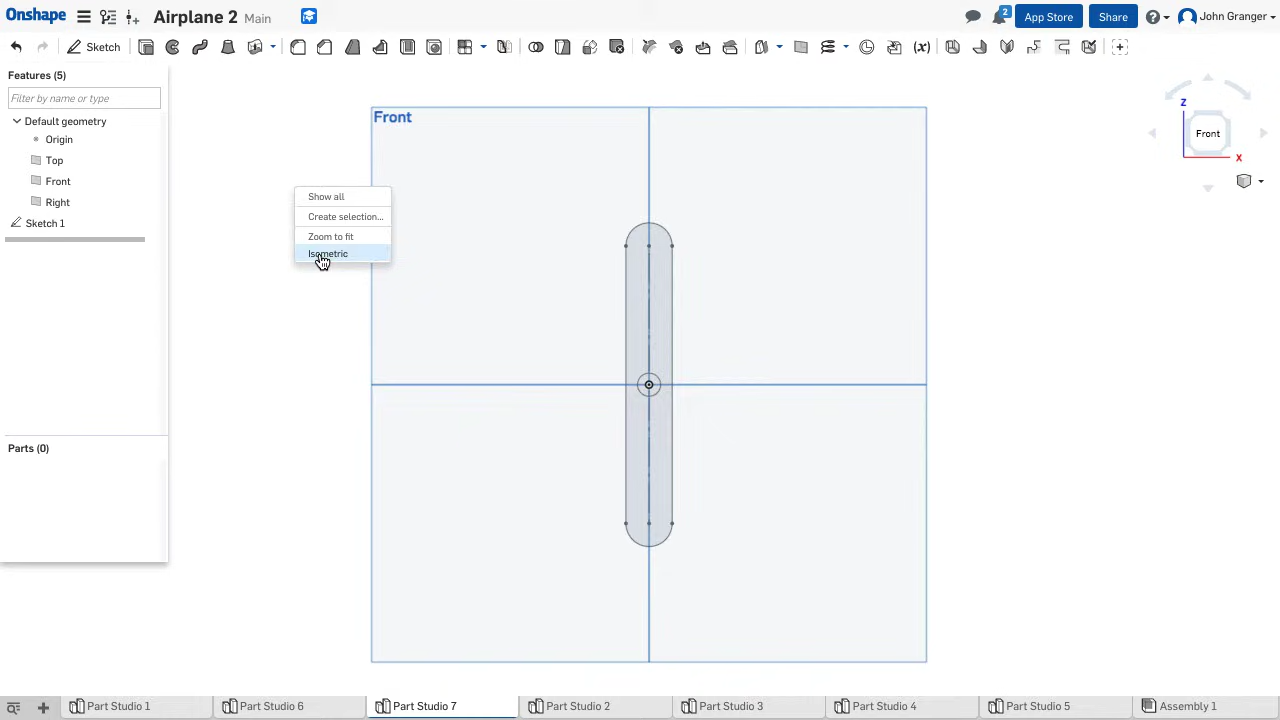 Onshape
Airplane 2 Main
2
App Store
Share
John Granger
Sketch
(x)
Features (5)
Filter by name or type
Default geometry
Origin
Top
Front
Right
Sketch 1
Parts (0)
Front
Show all
Create selection...
Zoom to fit
Isometric
Z
Front
X
Part Studio 1
Part Studio 6
Part Studio 7
Part Studio 2
Part Studio 3
Part Studio 4
Part Studio 5
Assembly 1